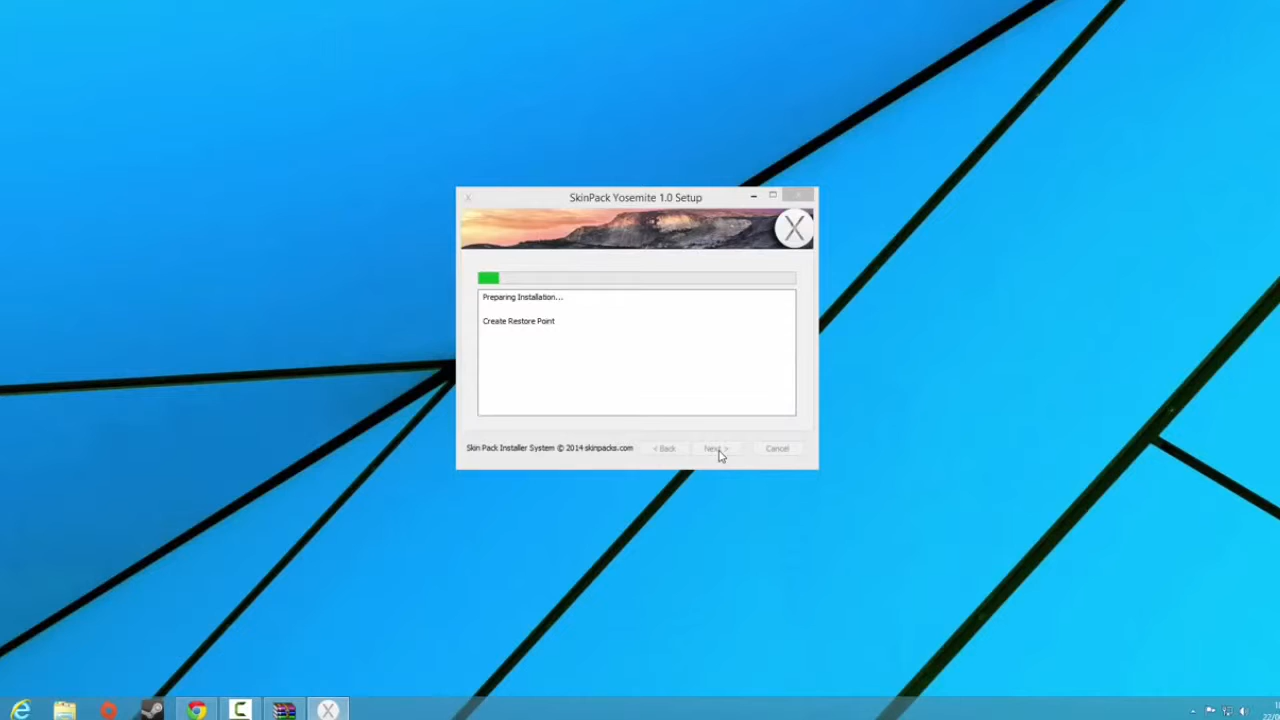 SkinPack Yosemite 1.0 Setup
X
Preparing Installation...
Create Restore Point
Skin Pack Installer System © 2014 skinpacks.com
< Back
Next >
Cancel